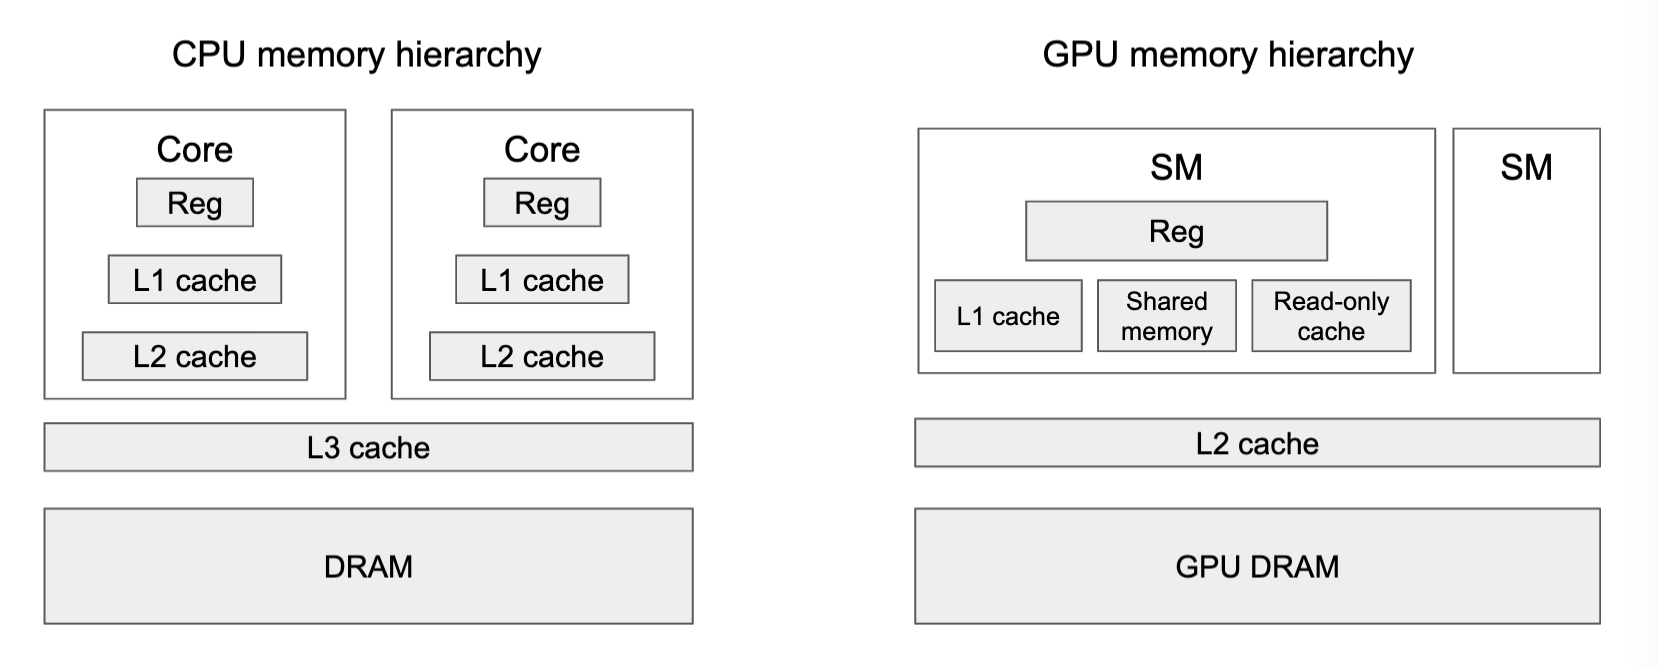 CPU memory hierarchy
Core
Reg
L1 cache
L2 cache
Core
Reg
L1 cache
L2 cache
L3 cache
DRAM
GPU memory hierarchy
SM
Reg
L1 cache
Shared
memory
Read-only
cache
SM
L2 cache
GPU DRAM